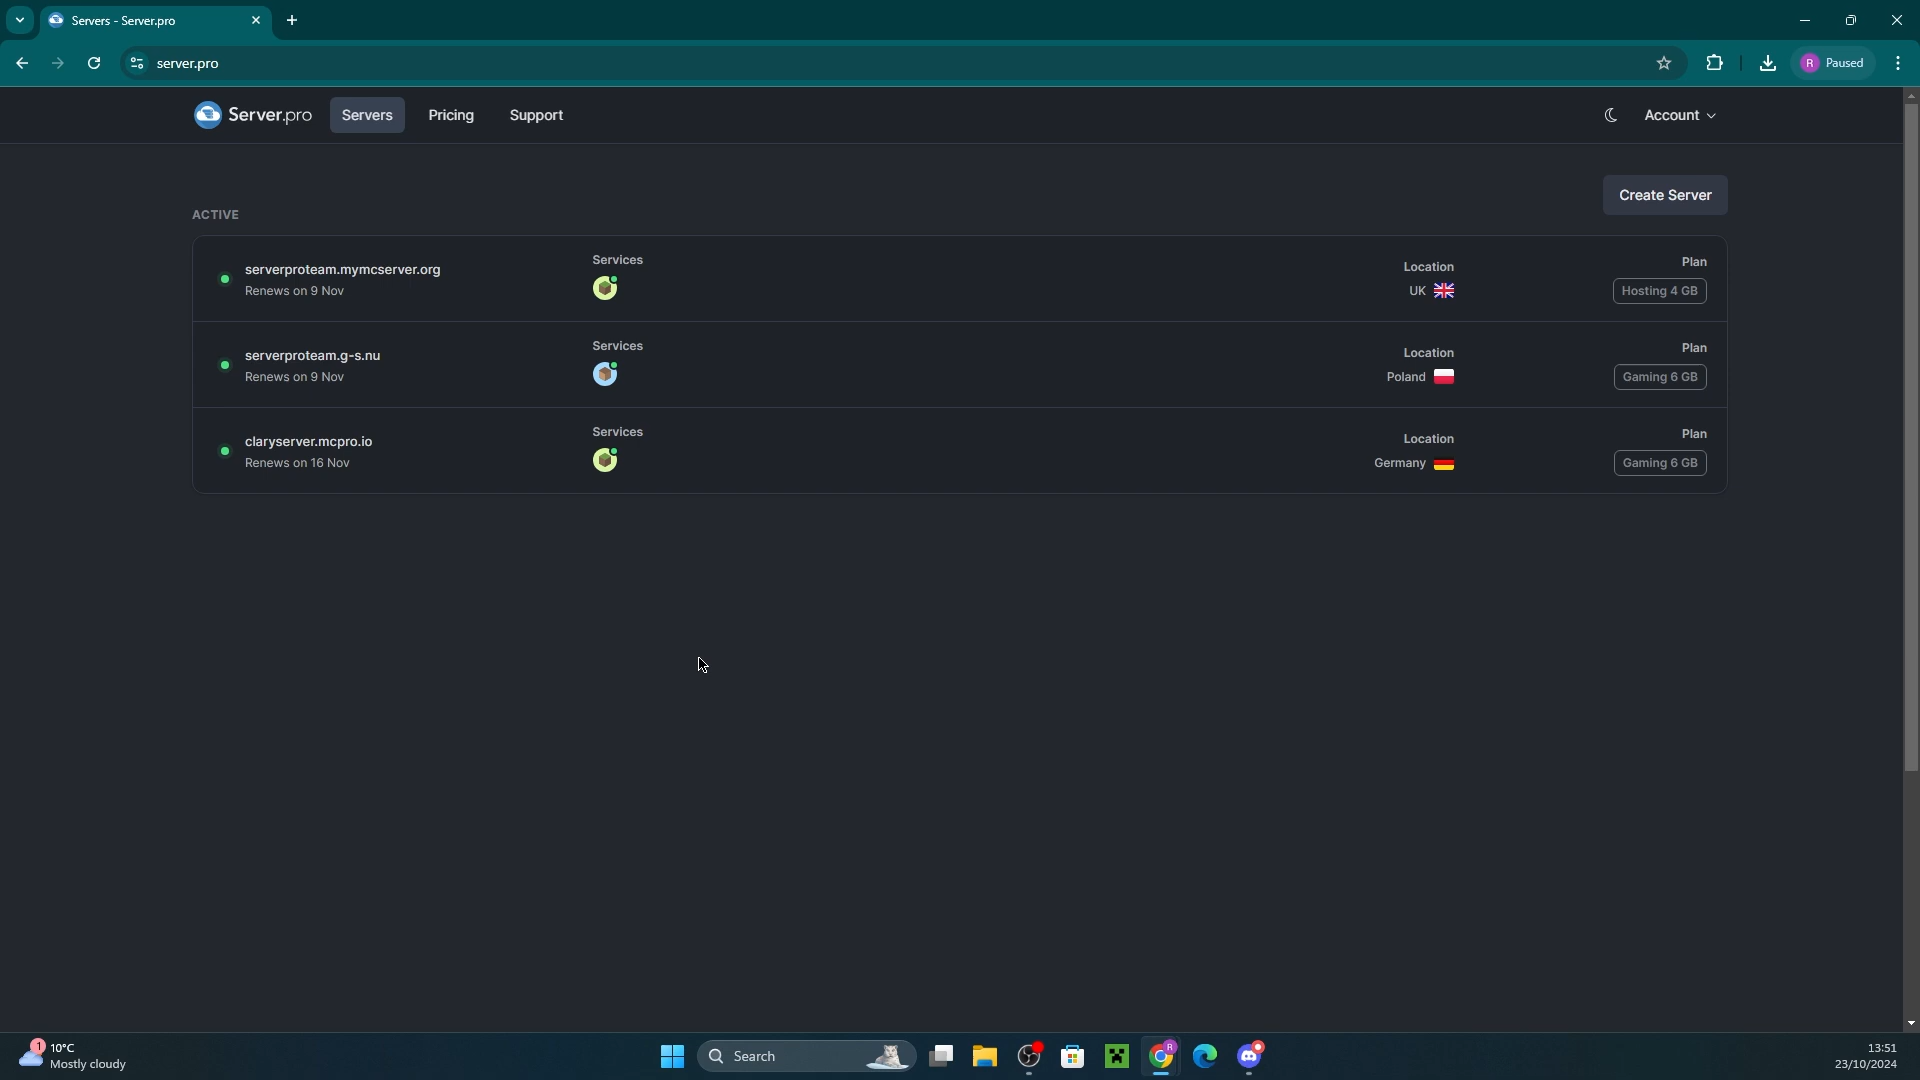 Servers - Server.pro
server.pro
R Paused
Server.pro Servers Pricing Support Account
Create Server
ACTIVE
serverproteam.mymcserver.org
Renews on 9 Nov
Services
Location
UK
Plan
Hosting 4 GB
serverproteam.g-s.nu
Renews on 9 Nov
Services
Location
Poland
Plan
Gaming 6 GB
claryserver.mcpro.io
Renews on 16 Nov
Services
Location
Germany
Plan
Gaming 6 GB
1
10°C
Mostly cloudy
Search
R
13:51
23/10/2024